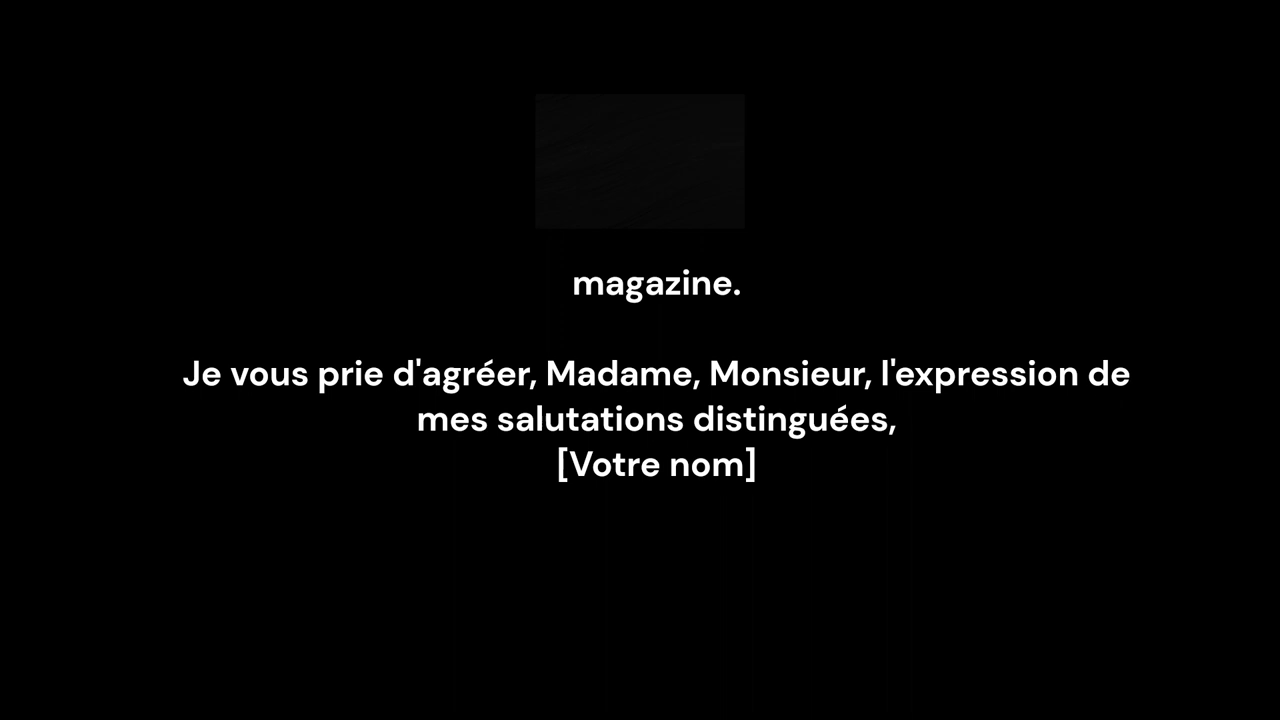 magazine.
Je vous prie d'agréer, Madame, Monsieur, l'expression de
mes salutations distinguées,
[Votre nom]